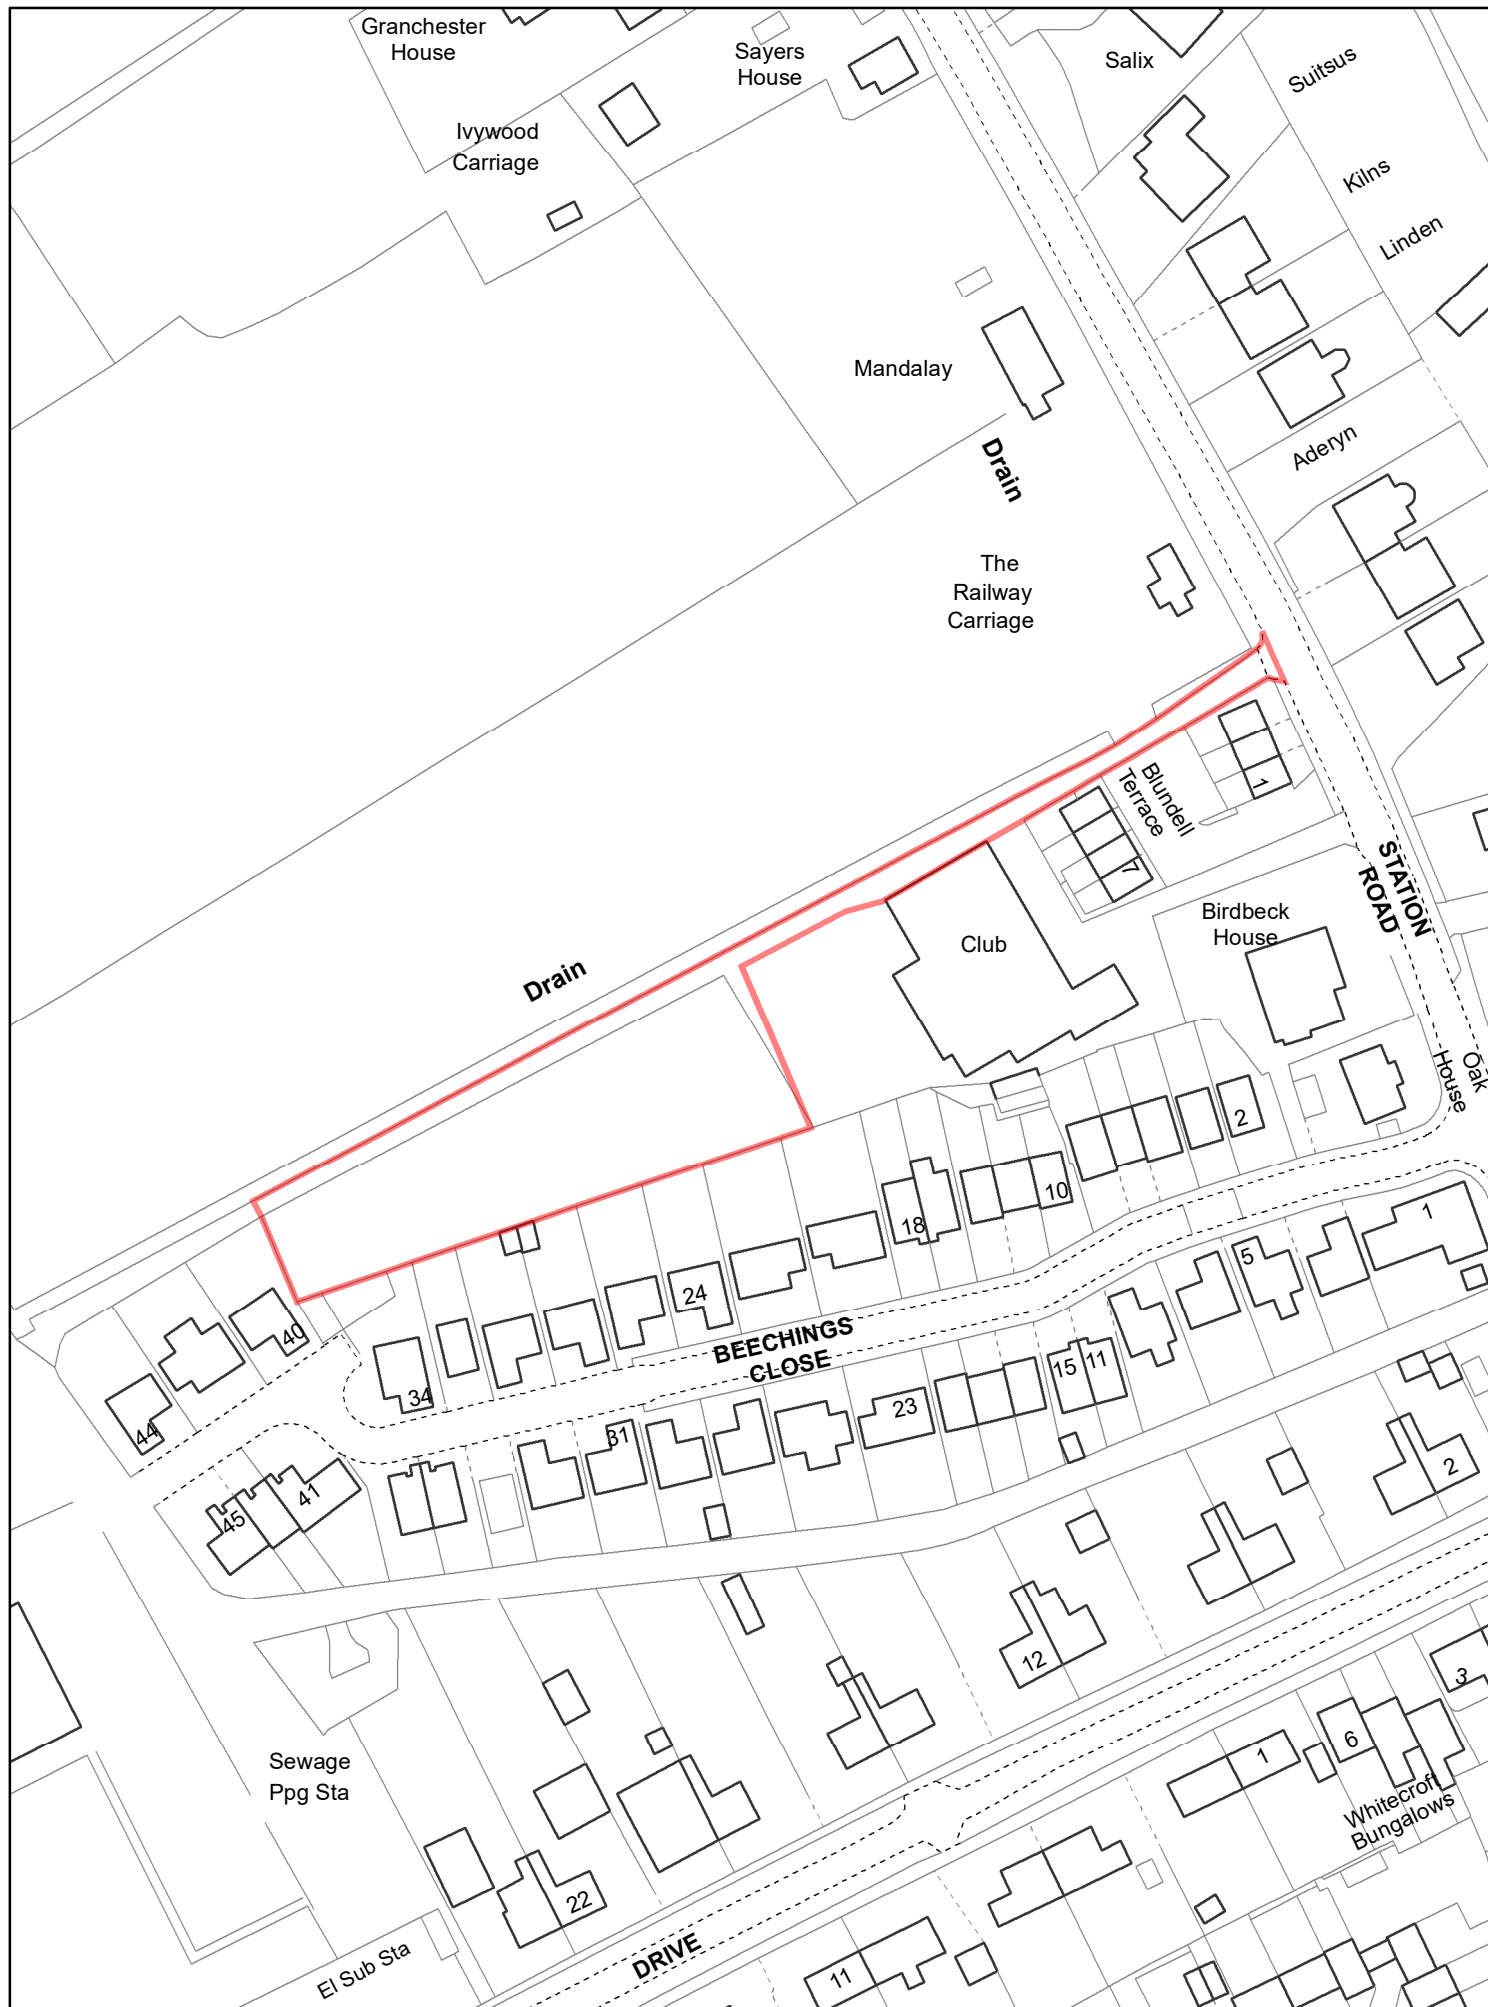 Granchester
House
Sayers
House
Salix
Suitsus
Ivywood
Carriage
Kilns
Linden
Mandalay
Aderyn
Drain
The
Railway
Carriage
Blundell
Terrace
1
7
STATION
ROAD
Birdbeck
House
Club
Drain
Oak
House
2
10
18
1
5
24
BEECHINGS
CLOSE
40
34
15
11
23
31
44
41
45
2
12
3
6
1
Whitecroft
Bungalows
Sewage
Ppg Sta
22
DRIVE
El Sub Sta
11